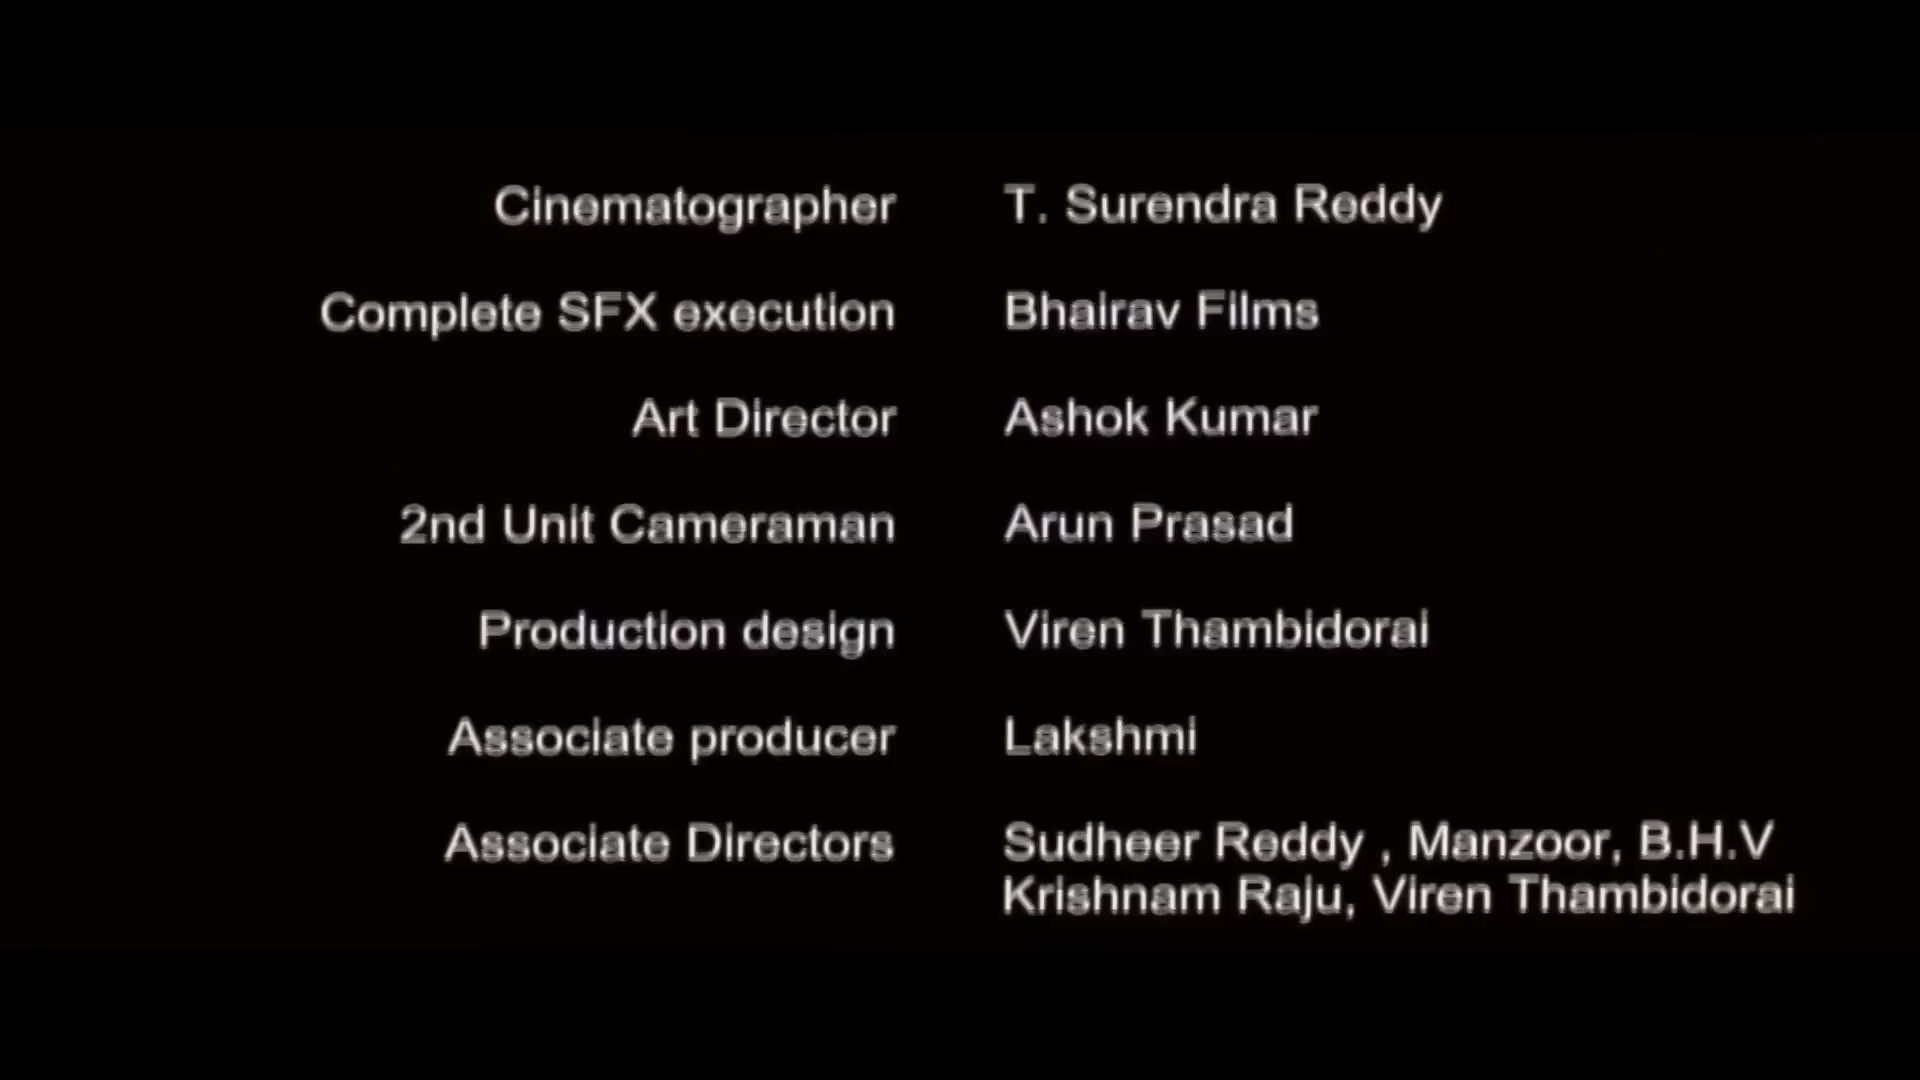 Cinematographer T. Surendra Reddy
Complete SFX execution Bhairav Films
Art Director Ashok Kumar
2nd Unit Cameraman Arun Prasad
Production design Viren Thambidorai
Associate producer Lakshmi
Associate Directors Sudheer Reddy , Manzoor, B.H.V
Krishnam Raju, Viren Thambidorai